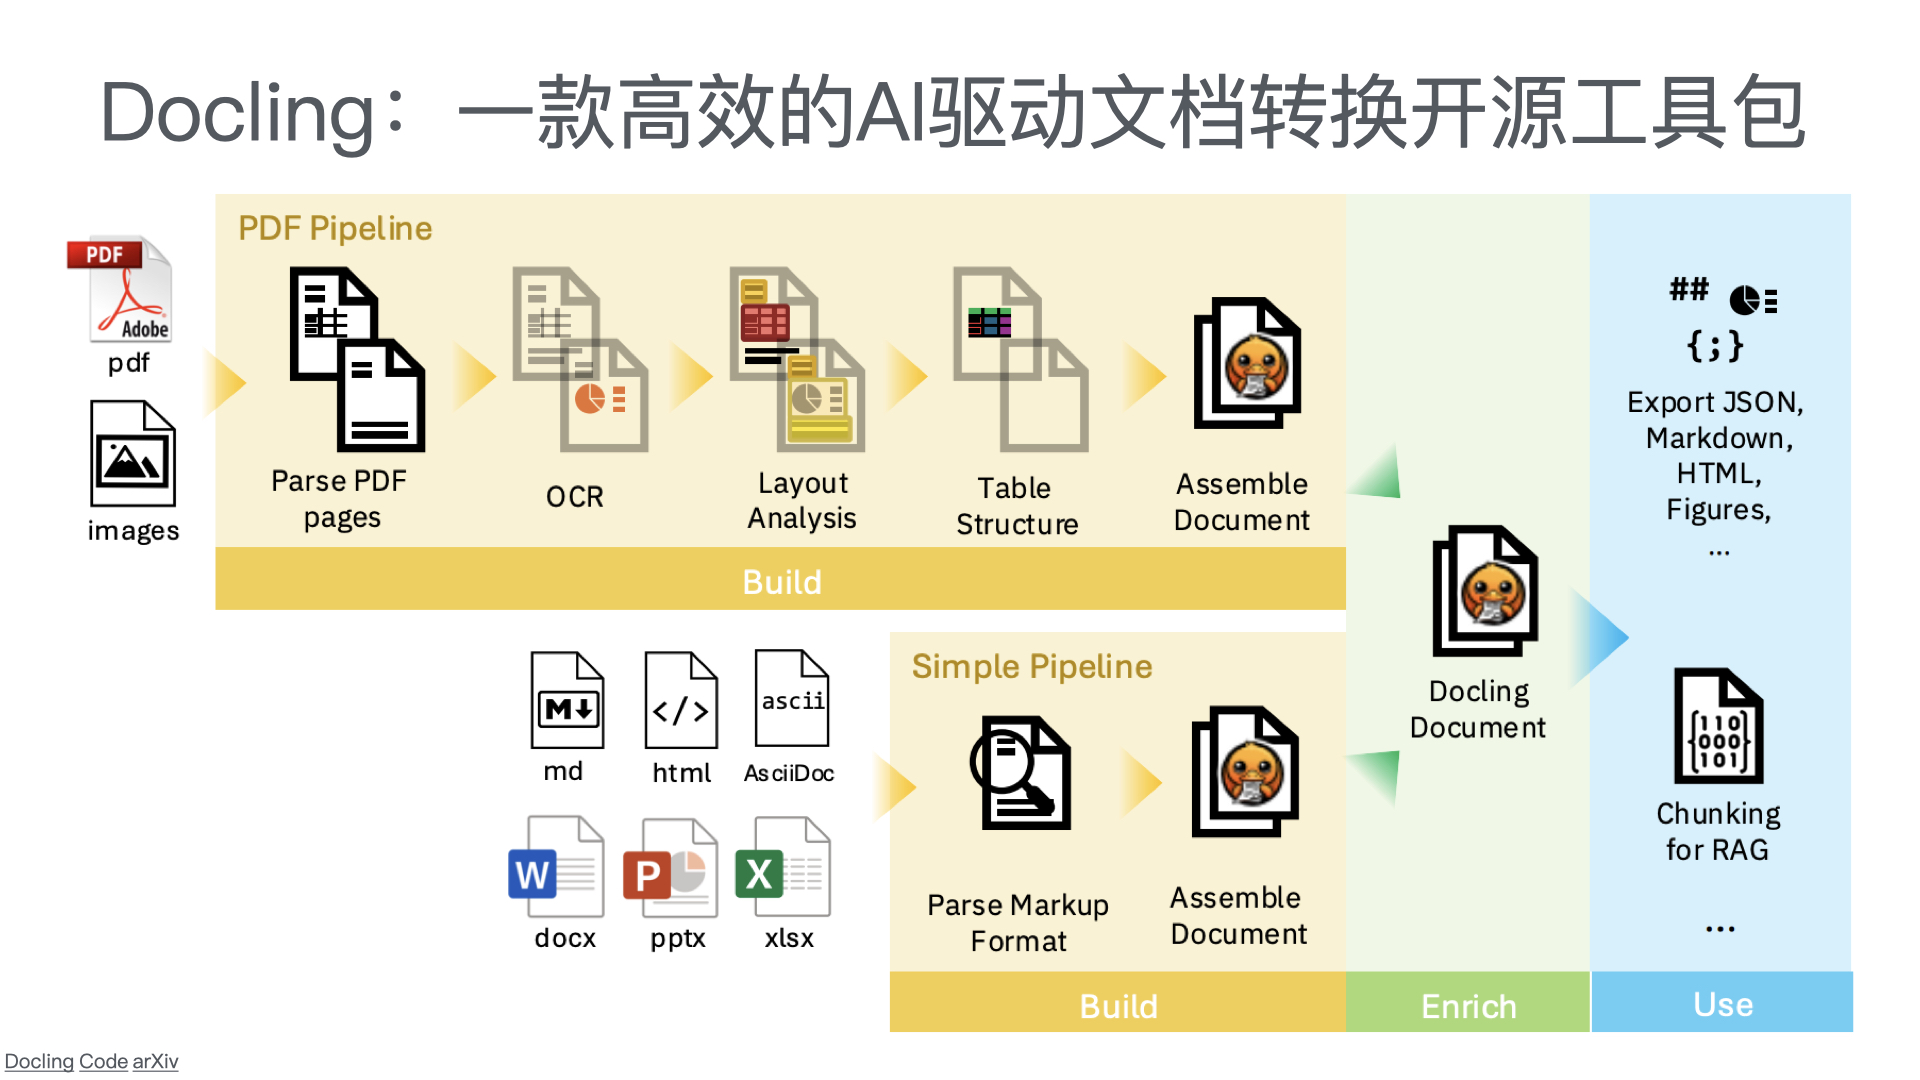 Docling：一款高效的AI驱动文档转换开源工具包
PDF Pipeline
PDF
Adobe
pdf
images
Parse PDF
pages
OCR
Layout
Analysis
Table
Structure
Assemble
Document
Build
M
md
</>
html
ascii
AsciiDoc
W
docx
P
pptx
X
xlsx
Simple Pipeline
Parse Markup
Format
Assemble
Document
Build
Docling
Document
Enrich
##
{;}
Export JSON,
Markdown,
HTML,
Figures,
...
{110
000
101}
Chunking
for RAG
...
Use
Docling Code arXiv